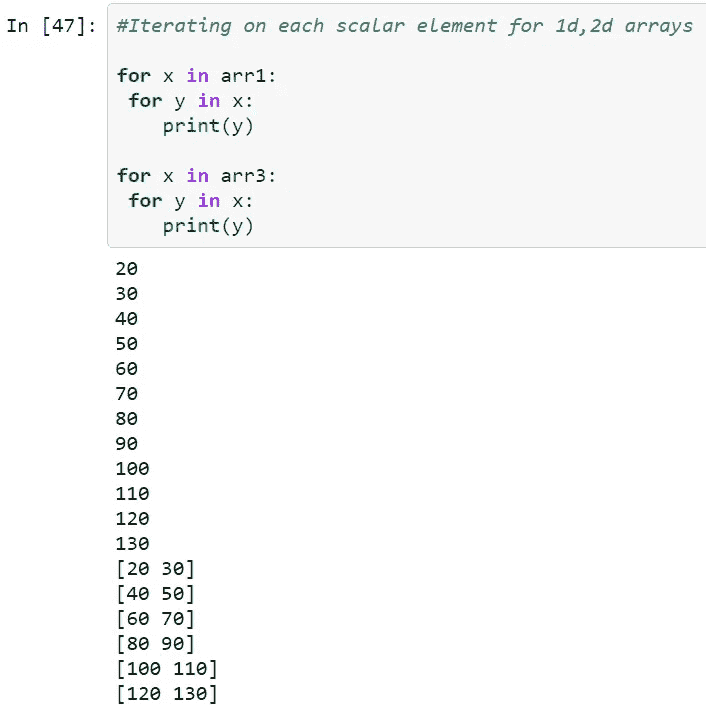 In [47]: #Iterating on each scalar element for 1d,2d arrays
for x in arr1:
for y in x:
print(y)
for x in arr3:
for y in x:
print(y)
20
30
40
50
60
70
80
90
100
110
120
130
[20 30]
[40 50]
[60 70]
[80 90]
[100 110]
[120 130]